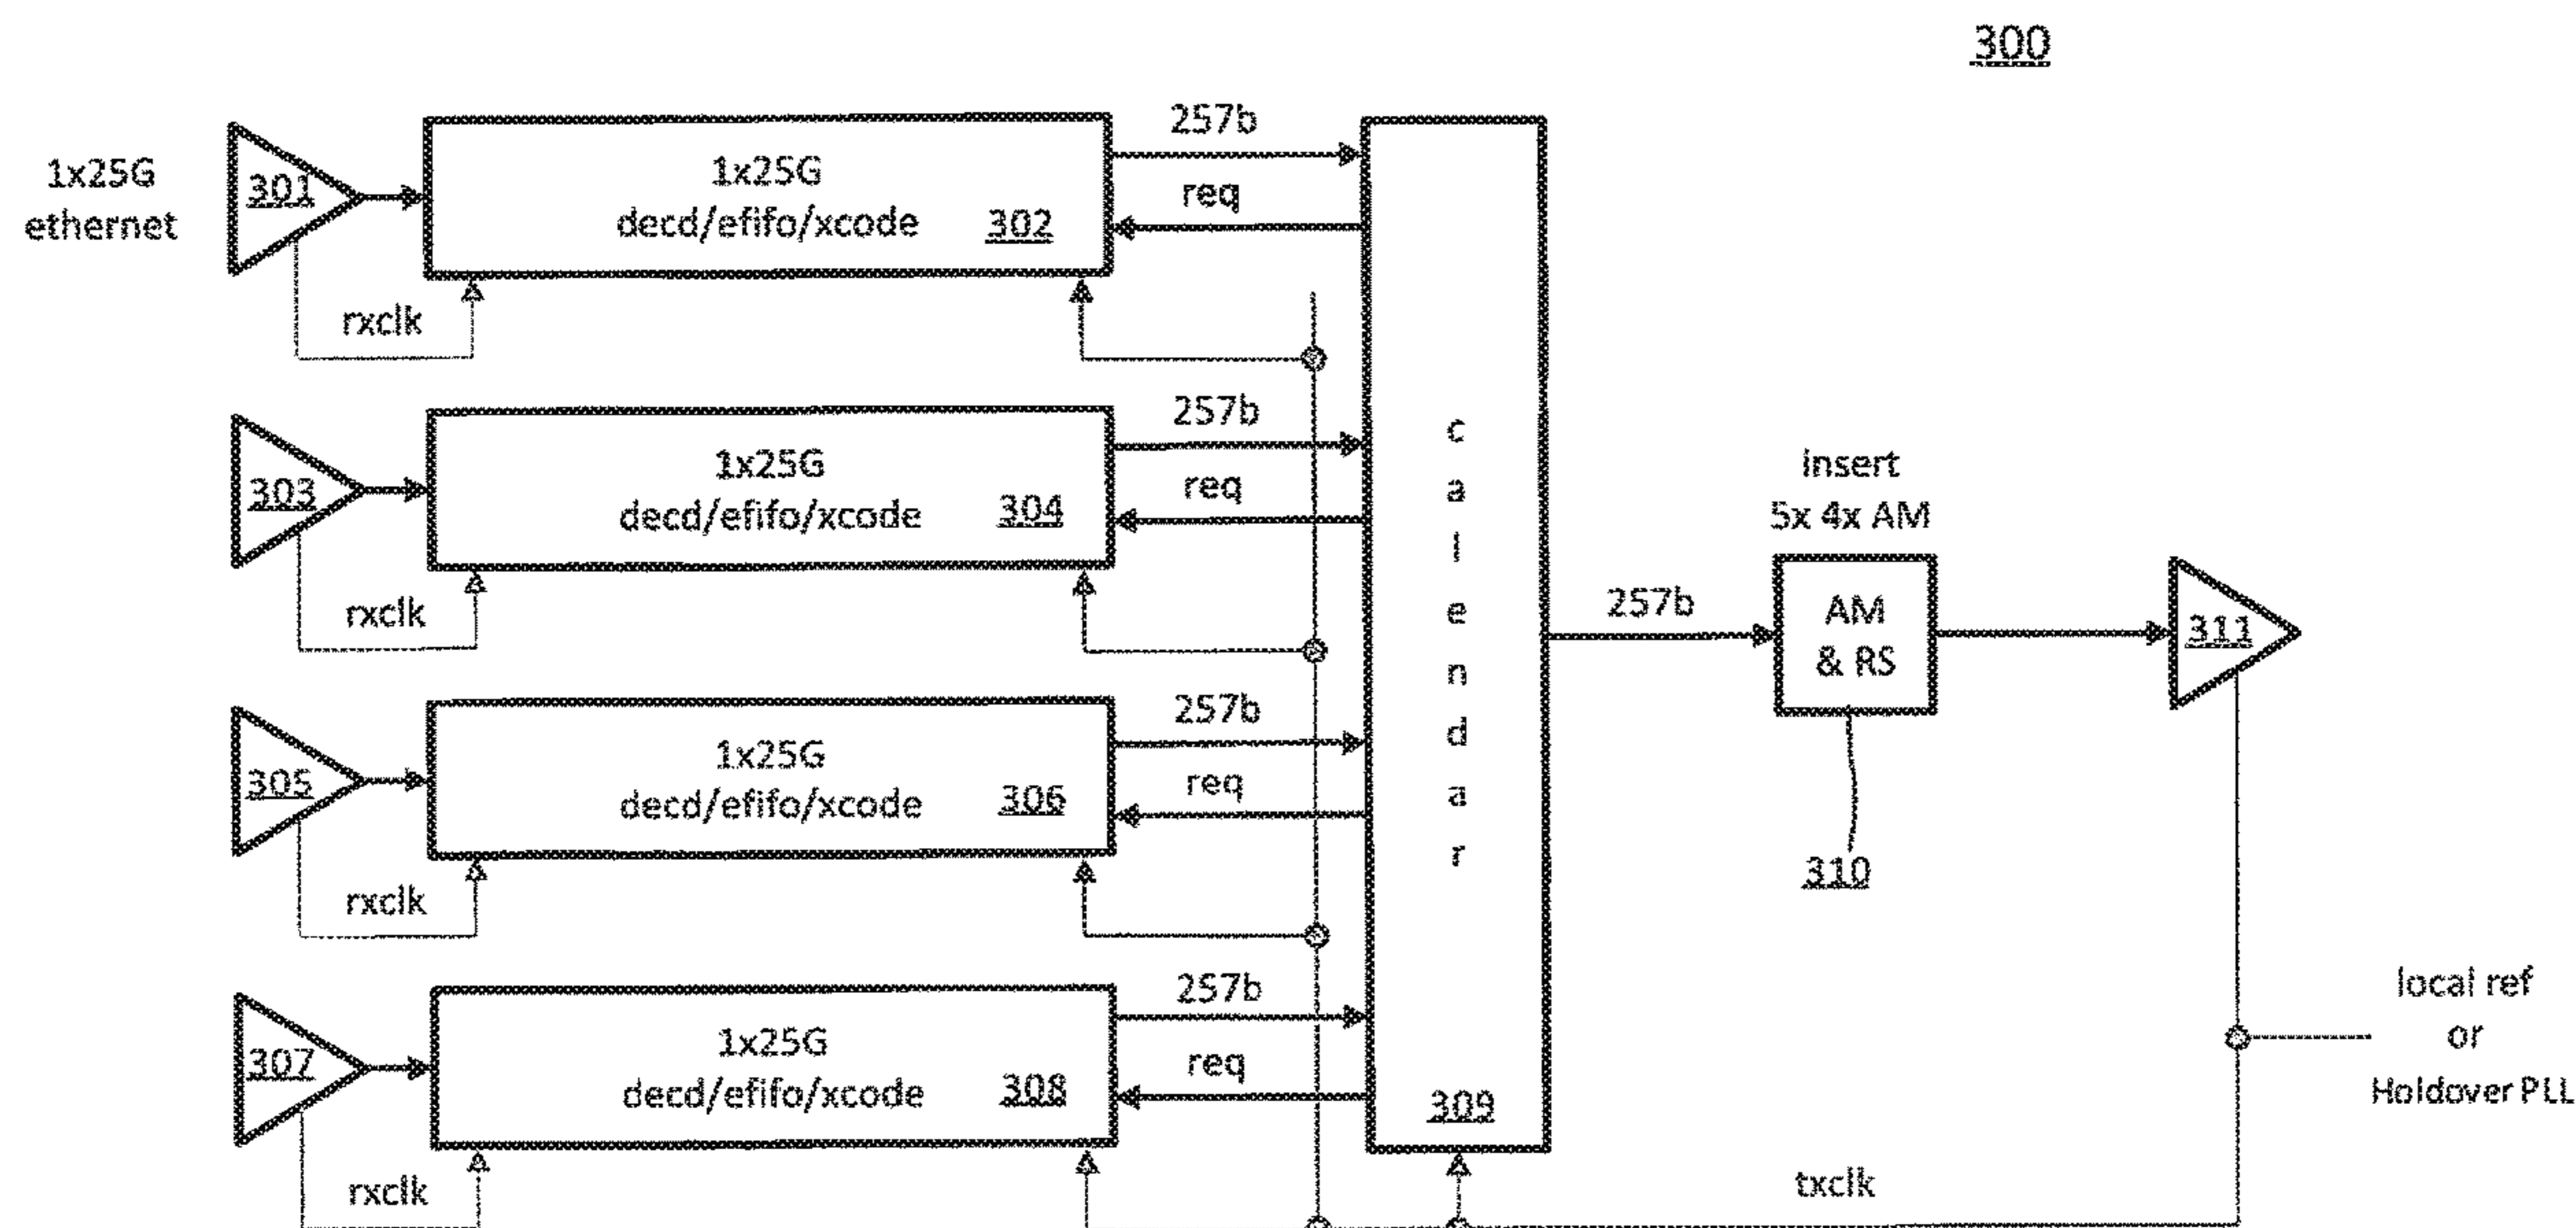 300
1x25G
ethernet
301
1x25G
decd/efifo/xcode
302
257b
req
rxclk
303
1x25G
decd/efifo/xcode
304
257b
req
rxclk
305
1x25G
decd/efifo/xcode
306
257b
req
rxclk
307
1x25G
decd/efifo/xcode
308
257b
req
rxclk
calendar
309
257b
Insert
5x 4x AM
AM
& RS
310
311
local ref
or
Holdover PLL
txclk